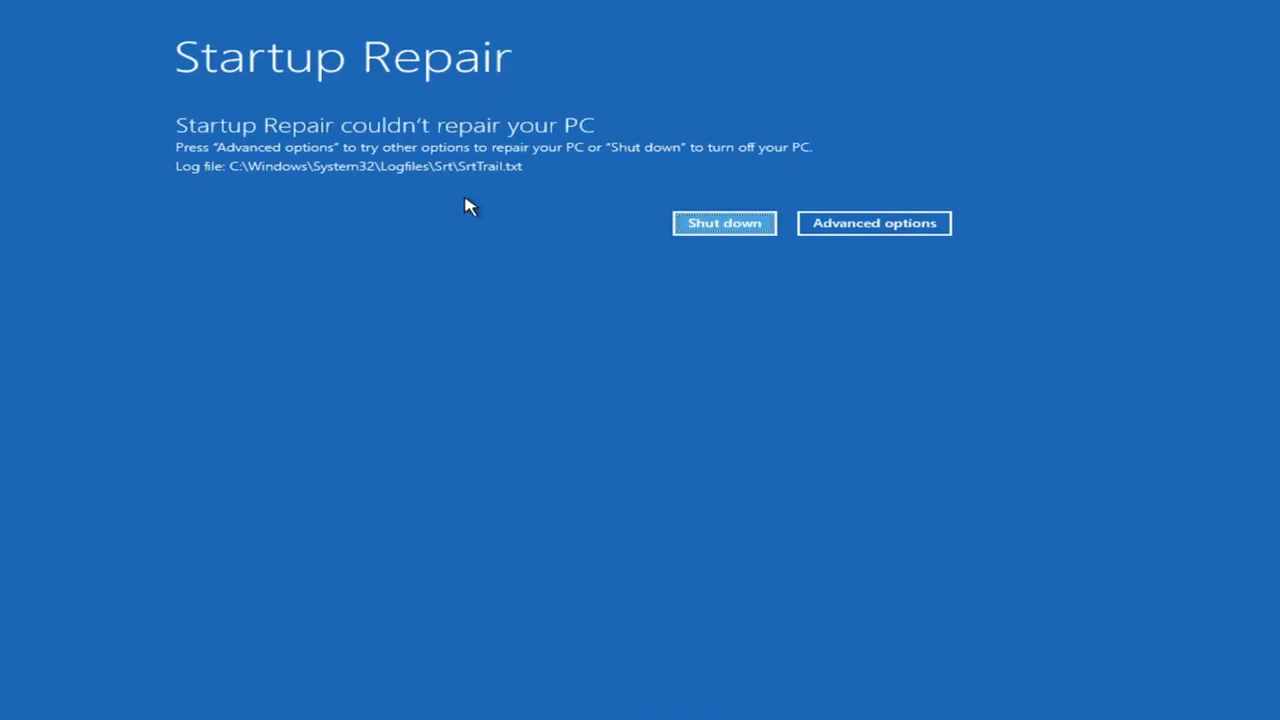 Startup Repair
Startup Repair couldn't repair your PC
Press "Advanced options" to try other options to repair your PC or "Shut down" to turn off your PC.
Log file: C:\Windows\System32\Logfiles\Srt\SrtTrail.txt
Shut down
Advanced options